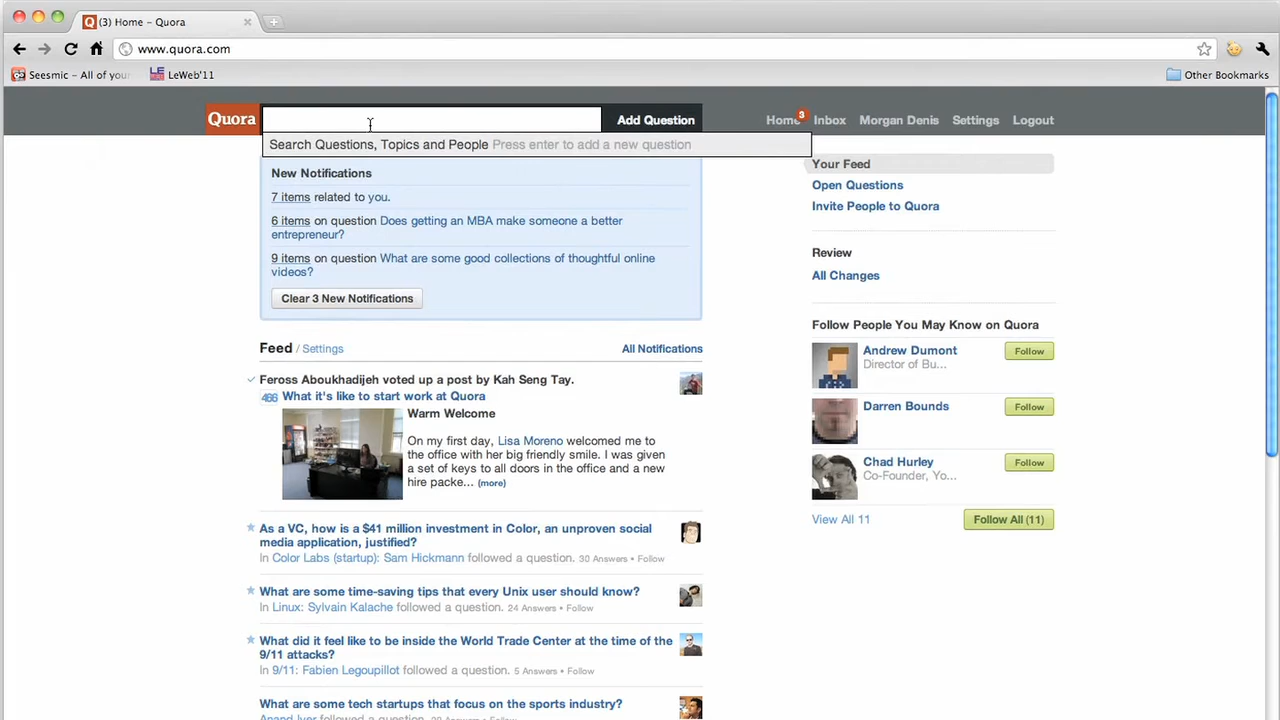 (3) Home – Quora
www.quora.com
Seesmic – All of your
LeWeb'11
Other Bookmarks
Quora
Add Question
Home 3
Inbox
Morgan Denis
Settings
Logout
Search Questions, Topics and People Press enter to add a new question
New Notifications
7 items related to you.
6 items on question Does getting an MBA make someone a better
entrepreneur?
9 items on question What are some good collections of thoughtful online
videos?
Clear 3 New Notifications
Feed / Settings
All Notifications
Feross Aboukhadijeh voted up a post by Kah Seng Tay.
466 What it's like to start work at Quora
Warm Welcome
On my first day, Lisa Moreno welcomed me to
the office with her big friendly smile. I was given
a set of keys to all doors in the office and a new
hire packe... (more)
As a VC, how is a $41 million investment in Color, an unproven social
media application, justified?
In Color Labs (startup): Sam Hickmann followed a question. 30 Answers • Follow
What are some time-saving tips that every Unix user should know?
In Linux: Sylvain Kalache followed a question. 24 Answers • Follow
What did it feel like to be inside the World Trade Center at the time of the
9/11 attacks?
In 9/11: Fabien Legoupillot followed a question. 5 Answers • Follow
What are some tech startups that focus on the sports industry?
followed a question. Answers • Follow
Your Feed
Open Questions
Invite People to Quora
Review
All Changes
Follow People You May Know on Quora
Andrew Dumont
Director of Bu...
Follow
Darren Bounds
Follow
Chad Hurley
Co-Founder, Yo...
Follow
View All 11
Follow All (11)